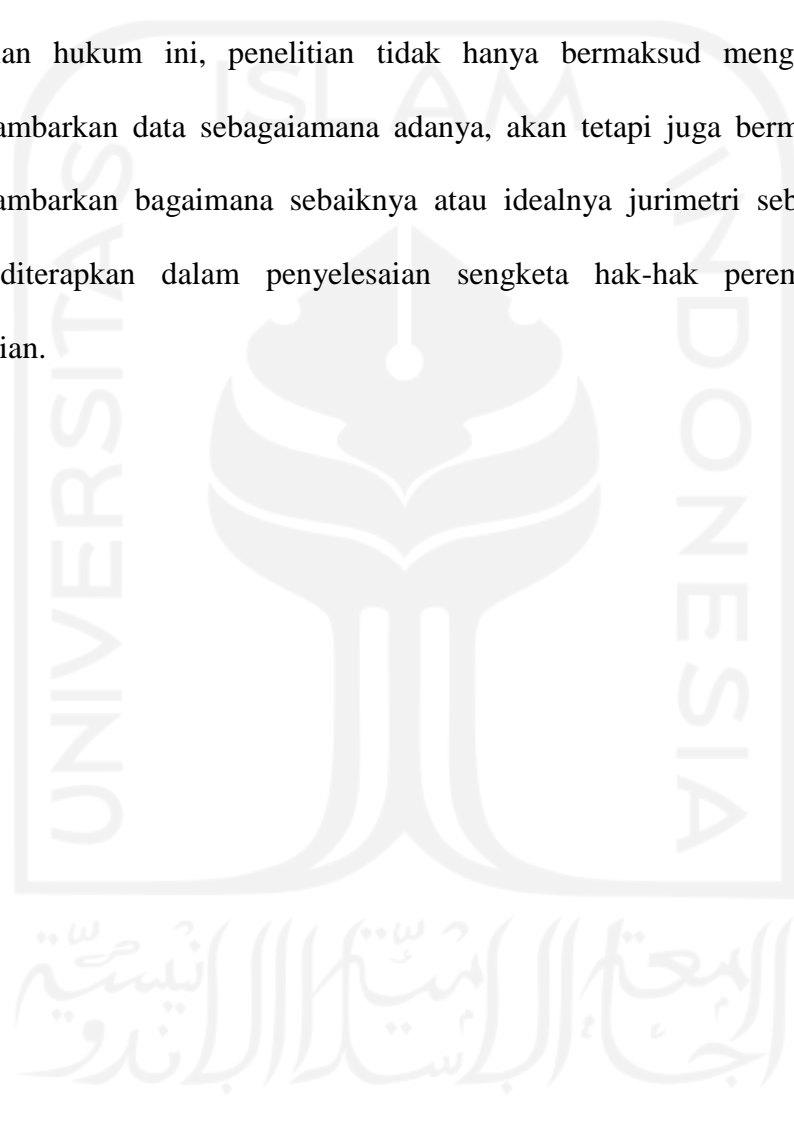 an hukum ini, penelitian tidak hanya bermaksud meng
ambarkan data sebagaiamana adanya, akan tetapi juga berm
ambarkan bagaimana sebaiknya atau idealnya jurimetri seb
diterapkan dalam penyelesaian sengketa hak-hak perem
ian.
ISLAM
UNIVERSITAS
INDONESIA